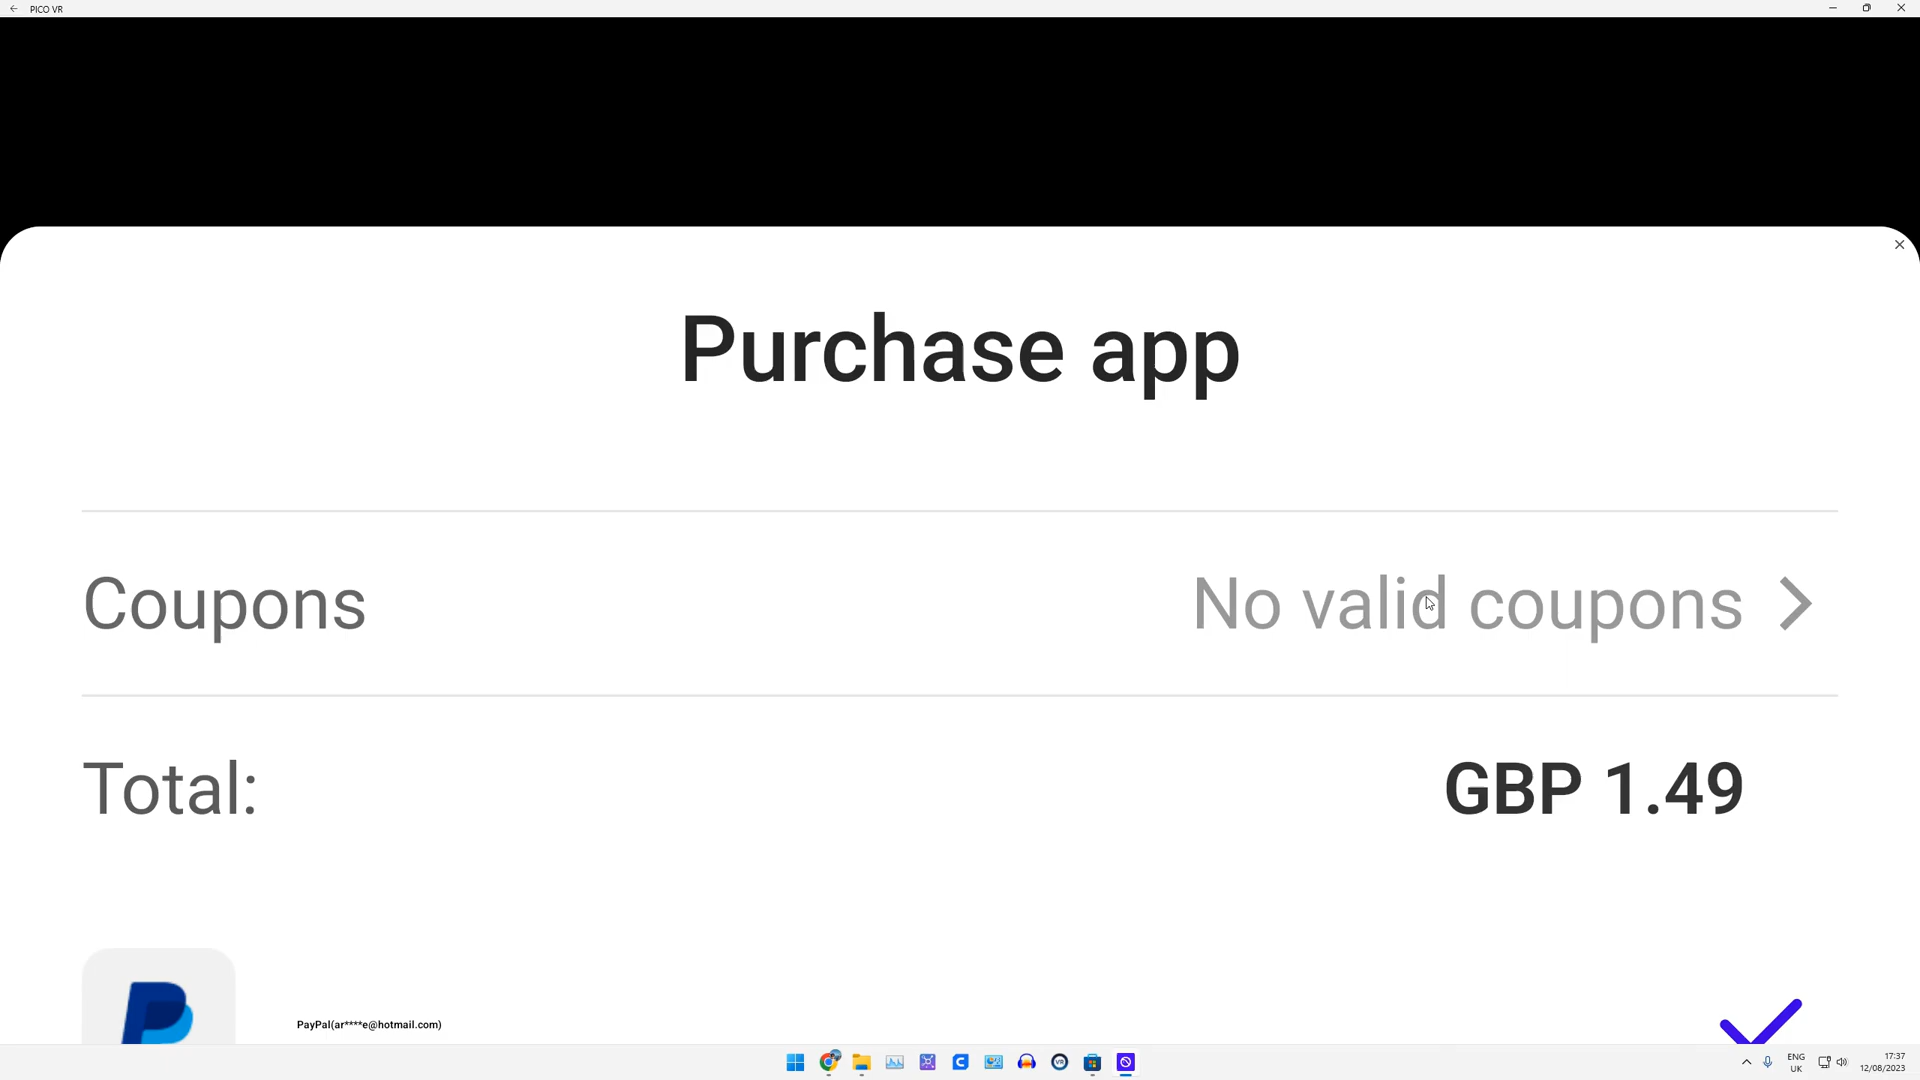 PICO VR
Purchase app
Coupons
No valid coupons
Total:
GBP 1.49
PayPal(ar****e@hotmail.com)
ENG
UK
17:37
12/08/2023